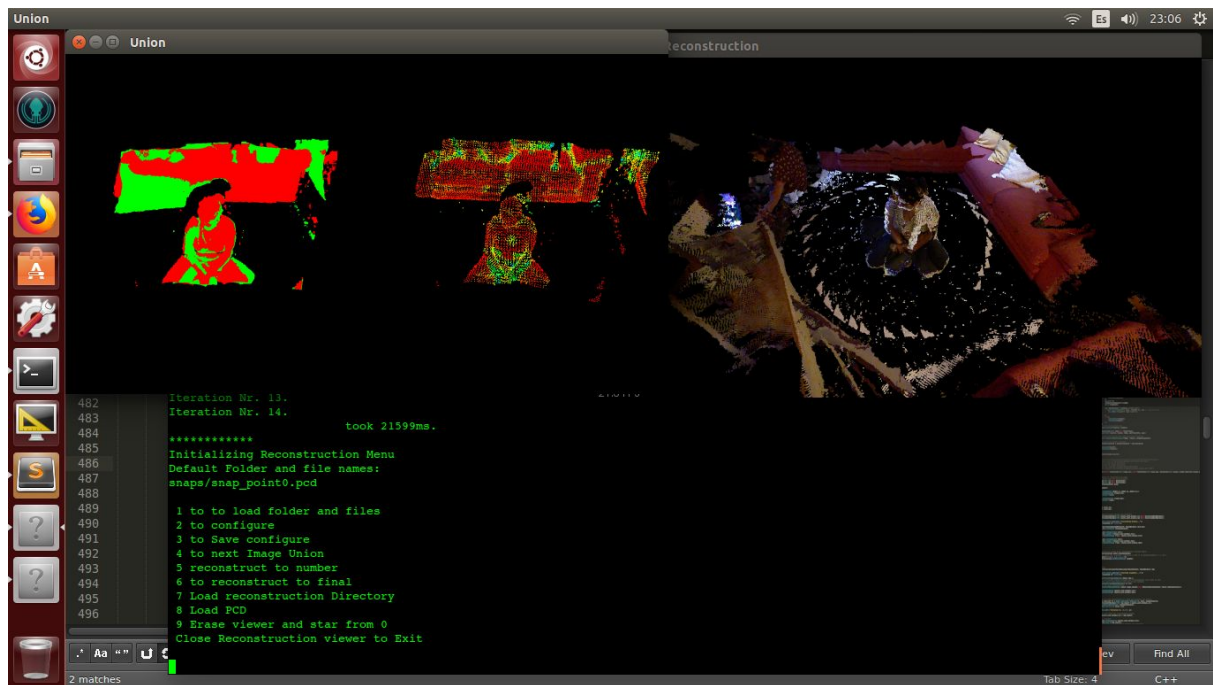 Union
Es
23:06
Union
econstruction
Iteration Nr. 13.
Iteration Nr. 14.
took 21599ms.
************
Initializing Reconstruction Menu
Default Folder and file names:
snaps/snap_point0.pcd
1 to to load folder and files
2 to configure
3 to Save configure
4 to next Image Union
5 reconstruct to number
6 to reconstruct to final
7 Load reconstruction Directory
8 Load PCD
9 Erase viewer and star from 0
Close Reconstruction viewer to Exit
482
483
484
485
486
487
488
489
490
491
492
493
494
495
496
.* Aa “”
ev
Find All
2 matches
Tab Size: 4
C++